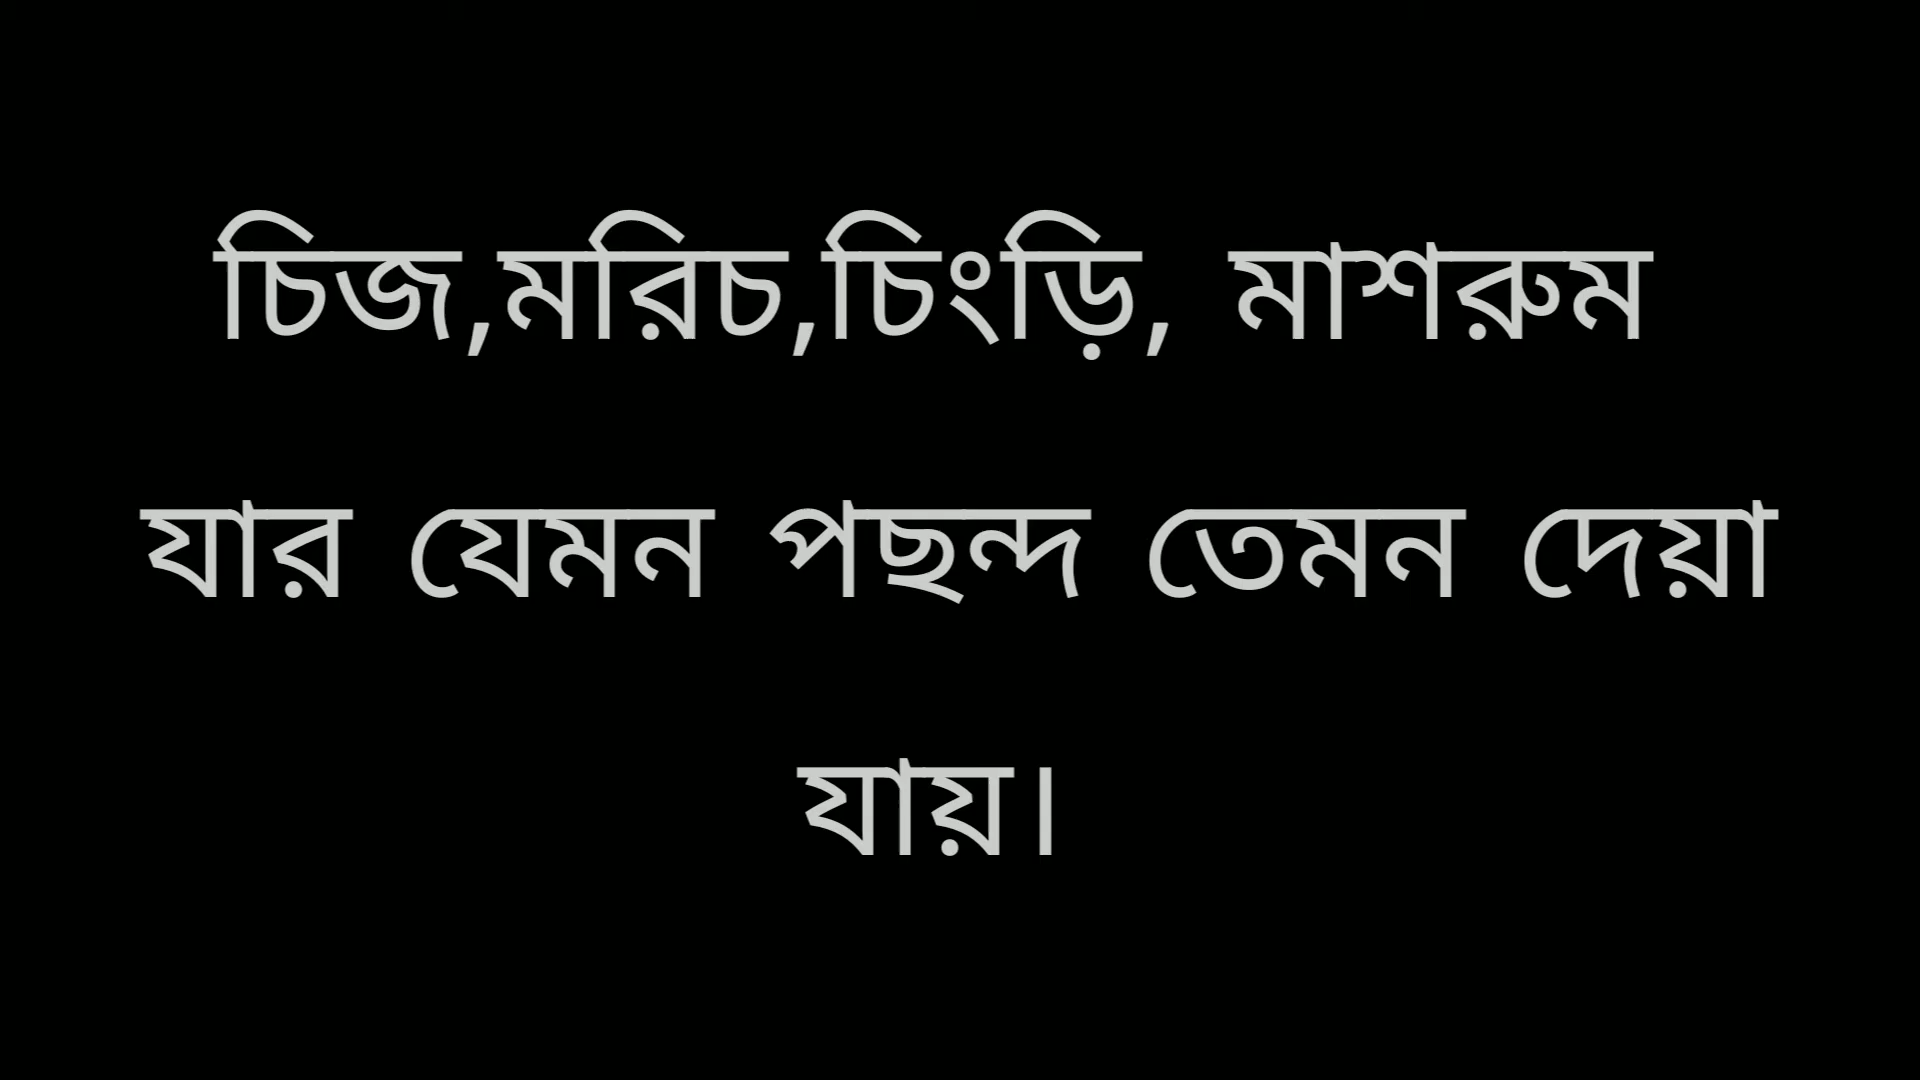 চিজ,মরিচ,চিংড়ি, মাশরুম
যার যেমন পছন্দ তেমন দেয়া
যায়।